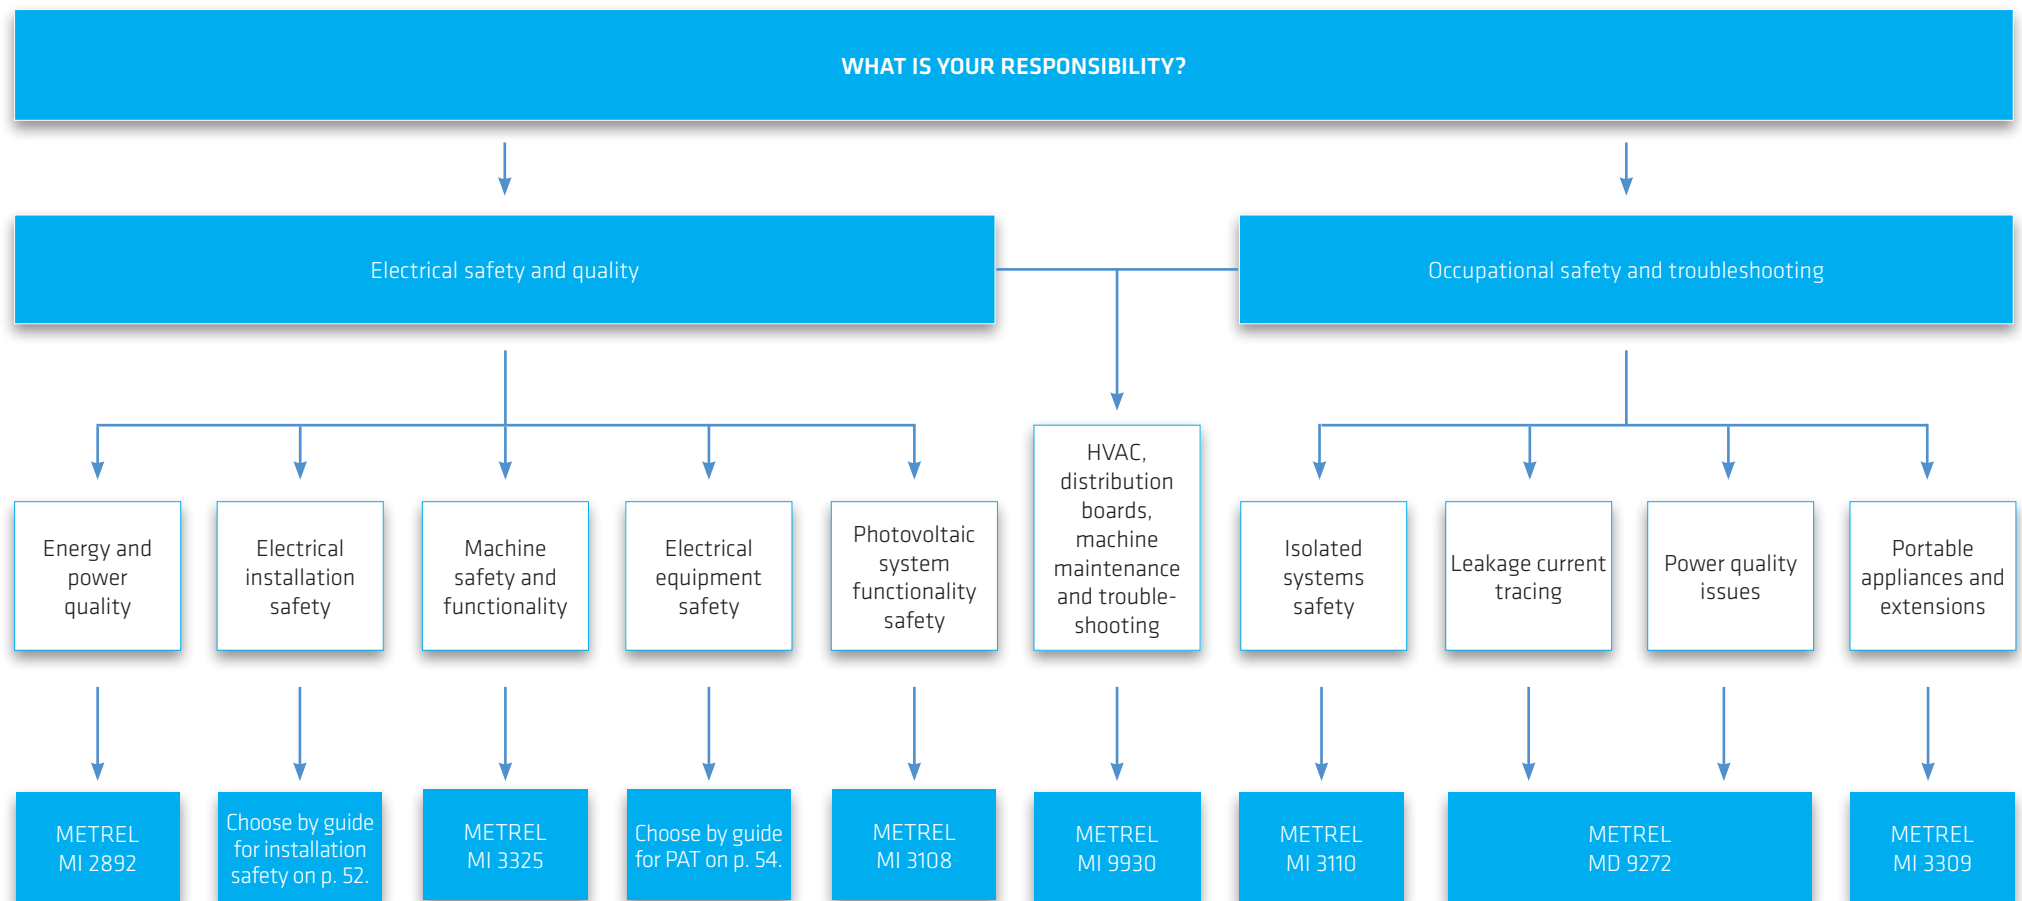 WHAT IS YOUR RESPONSIBILITY?
Electrical safety and quality
Occupational safety and troubleshooting
Energy and
power
quality
Electrical
installation
safety
Machine
safety and
functionality
Electrical
equipment
safety
Photovoltaic
system
functionality
safety
HVAC,
distribution
boards,
machine
maintenance
and trouble-
shooting
Isolated
systems
safety
Leakage current
tracing
Power quality
issues
Portable
appliances and
extensions
METREL
MI 2892
Choose by guide
for installation
safety on p. 52.
METREL
MI 3325
Choose by guide
for PAT on p. 54.
METREL
MI 3108
METREL
MI 9930
METREL
MI 3110
METREL
MD 9272
METREL
MI 3309